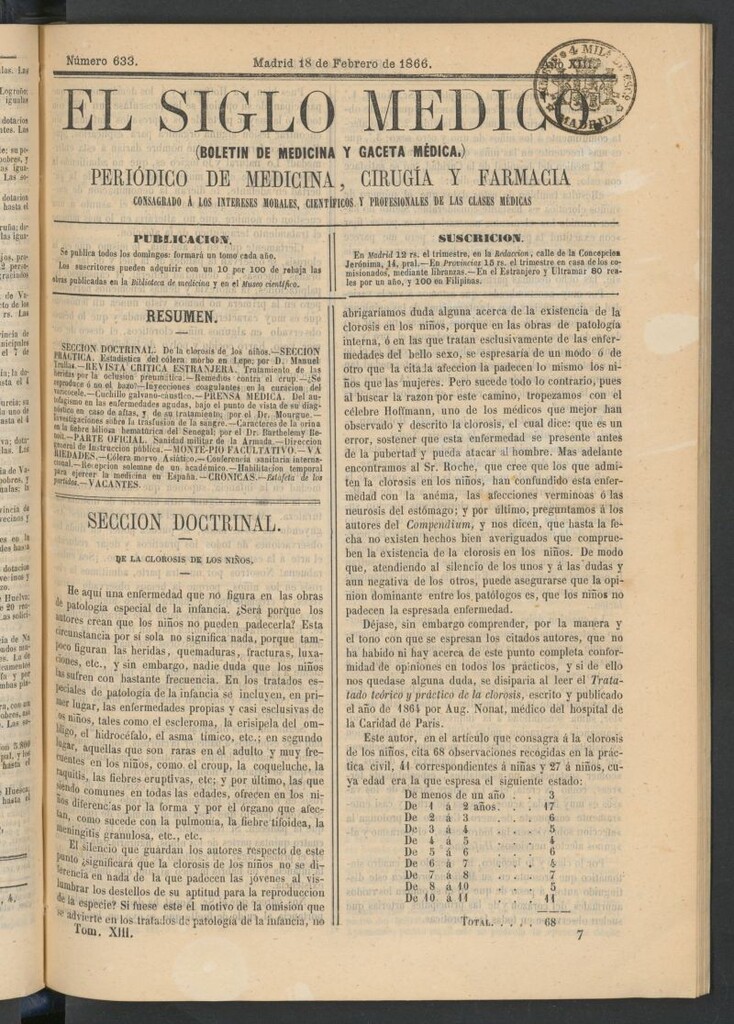 Número 633.
Madrid 18 de Febrero de 1866.
EL SIGLO MEDICO
(BOLETIN DE MEDICINA Y GACETA MÉDICA.)
PERIÓDICO DE MEDICINA, CIRUGÍA Y FARMACIA
CONSAGRADO Á LOS INTERESES MORALES, CIENTÍFICOS Y PROFESIONALES DE LAS CLASES MÉDICAS
PUBLICACION.
Se publica todos los domingos: formará un tomo cada año.
Los suscritores pueden adquirir con un 10 por 100 de rebaja las
obras publicadas en la Biblioteca de medicina y en el Museo científico.
SUSCRICION.
En Madrid 12 rs. el trimestre, en la Redaccion, calle de la Concepcion
Jerónima, 14, pral.—En Provincias 15 rs. el trimestre en casa de los co-
misionados, mediante libranzas.—En el Estranjero y Ultramar 80 rea-
les por un año, y 100 en Filipinas.
RESUMEN.
SECCION DOCTRINAL. De la clorosis de los niños.—SECCION
PRÁCTICA. Estadística del cólera morbo en Lepe; por D. Manuel
Trullas.—REVISTA CRITICA ESTRANJERA. Tratamiento de las
heridas por la oclusion preumática.—Remedios contra el crup.—¿Se
reproduce ó no el bazo?—Inyecciones coagulantes en la curacion del
varicocele.—Cuchillo galvano-cáustico.—PRENSA MEDICA. Del au-
tofagismo en las enfermedades agudas, bajo el punto de vista de su diag-
nóstico en caso de aftas, y de su tratamiento; por el Dr. Mourgue.—
Investigaciones sobre la transfusion de la sangre.—Caractéres de la orina
en la fiebre biliosa hematúrica del Senegal; por el Dr. Barthelemy Be-
noit.—PARTE OFICIAL. Sanidad militar de la Armada.—Direccion
general de Instruccion pública.—MONTE-PIO FACULTATIVO.—VA-
RIEDADES.—Cólera-morvo Asiático.—Conferencia sanitaria interna-
cional.—Recepcion solemne de un académico.—Habilitacion temporal
para ejercer la medicina en España.—CRÓNICAS.—Estafeta de los
partidos.—VACANTES.
SECCION DOCTRINAL.
DE LA CLOROSIS DE LOS NIÑOS.
He aquí una enfermedad que no figura en las obras
de patología especial de la infancia. ¿Será porque los
autores crean que los niños no pueden padecerla? Esta
circunstancia por sí sola no significa nada, porque tam-
poco figuran las heridas, quemaduras, fracturas, luxa-
ciones, etc., y sin embargo, nadie duda que los niños
las sufren con bastante frecuencia. En los tratados es-
peciales de patología de la infancia se incluyen, en pri-
mer lugar, las enfermedades propias y casi esclusivas de
los niños, tales como el escleroma, la erisipela del om-
bligo, el hidrocéfalo, el asma tímico, etc.; en segundo
lugar, aquellas que son raras en el adulto y muy fre-
cuentes en los niños, como el croup, la coqueluche, la
raquitis, las fiebres eruptivas, etc; y por último, las que
siendo comunes en todas las edades, ofrecen en los ni-
ños diferencias por la forma y por el órgano que afec-
tan, como sucede con la pulmonía, la fiebre tifoidea, la
meningitis granulosa, etc., etc.
El silencio que guardan los autores respecto de este
punto ¿significará que la clorosis de los niños no se di-
ferencia en nada de la que padecen las jóvenes al vis-
lumbrar los destellos de su aptitud para la reproduccion
de la especie? Si fuese este el motivo de la omision que
se advierte en los tratados de patología de la infancia, no
Tom. XIII.
abrigaríamos duda alguna acerca de la existencia de la
clorosis en los niños, porque en las obras de patología
interna, ó en las que tratan esclusivamente de las enfer-
medades del bello sexo, se espresaría de un modo ó de
otro que la citada afeccion la padecen lo mismo los ni-
ños que las mujeres. Pero sucede todo lo contrario, pues
al buscar la razon por este camino, tropezamos con el
célebre Hoffmann, uno de los médicos que mejor han
observado y descrito la clorosis, el cual dice: que es un
error, sostener que esta enfermedad se presente antes
de la pubertad y pueda atacar al hombre. Mas adelante
encontramos al Sr. Roche, que cree que los que admi-
ten la clorosis en los niños, han confundido esta enfer-
medad con la anémia, las afecciones verminosas ó las
neurosis del estómago; y por último, preguntamos á los
autores del Compendium, y nos dicen, que hasta la fe-
cha no existen hechos bien averiguados que comprue-
ben la existencia de la clorosis en los niños. De modo
que, atendiendo al silencio de los unos y á las dudas y
aun negativa de los otros, puede asegurarse que la opi-
nion dominante entre los patólogos es, que los niños no
padecen la espresada enfermedad.
Déjase, sin embargo comprender, por la manera y
el tono con que se espresan los citados autores, que no
ha habido ni hay acerca de este punto completa confor-
midad de opiniones en todos los prácticos, y si de ello
nos quedase alguna duda, se disiparia al leer el Trata-
tado teórico y práctico de la clorosis, escrito y publicado
el año de 1864 por Aug. Nonat, médico del hospital de
la Caridad de Paris.
Este autor, en el artículo que consagra á la clorosis
de los niños, cita 68 observaciones recogidas en la prác-
tica civil, 41 correspondientes á niñas y 27 á niños, cu-
ya edad era la que espresa el siguiente estado:
De menos de un año . . 3
De 1 á 2 años. . . 17
De 2 á 3 . . . . 6
De 3 á 4 . . . . 5
De 4 á 5 . . . . 4
De 5 á 6 . . . . 6
De 6 á 7 . . . . 4
De 7 á 8 . . . . 7
De 8 á 10 . . . . 5
De 10 á 11 . . . . 11
TOTAL. . . . . 68
7